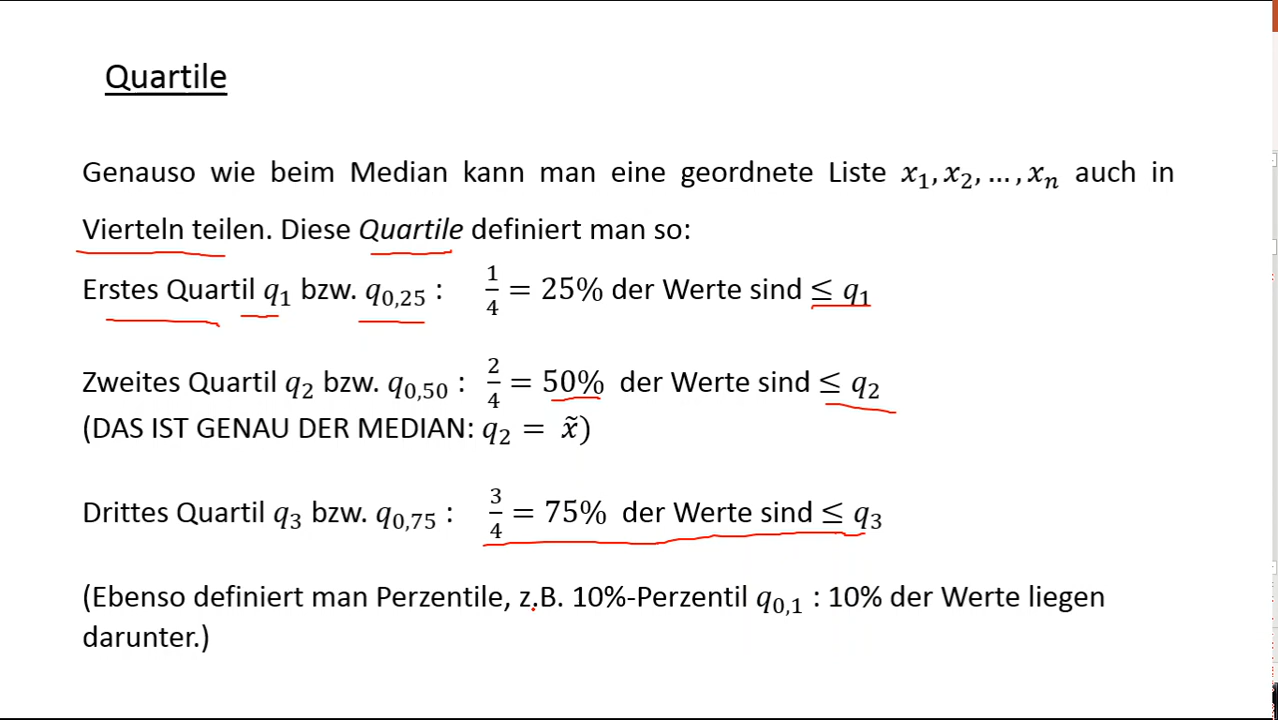 Quartile
Genauso wie beim Median kann man eine geordnete Liste x₁, x₂, … , xₙ auch in
Vierteln teilen. Diese Quartile definiert man so:
Erstes Quartil q₁ bzw. q₀,₂₅ : 1/4 = 25% der Werte sind ≤ q₁
Zweites Quartil q₂ bzw. q₀,₅₀ : 2/4 = 50% der Werte sind ≤ q₂
(DAS IST GENAU DER MEDIAN: q₂ = x̃)
Drittes Quartil q₃ bzw. q₀,₇₅ : 3/4 = 75% der Werte sind ≤ q₃
(Ebenso definiert man Perzentile, z.B. 10%-Perzentil q₀,₁ : 10% der Werte liegen
darunter.)